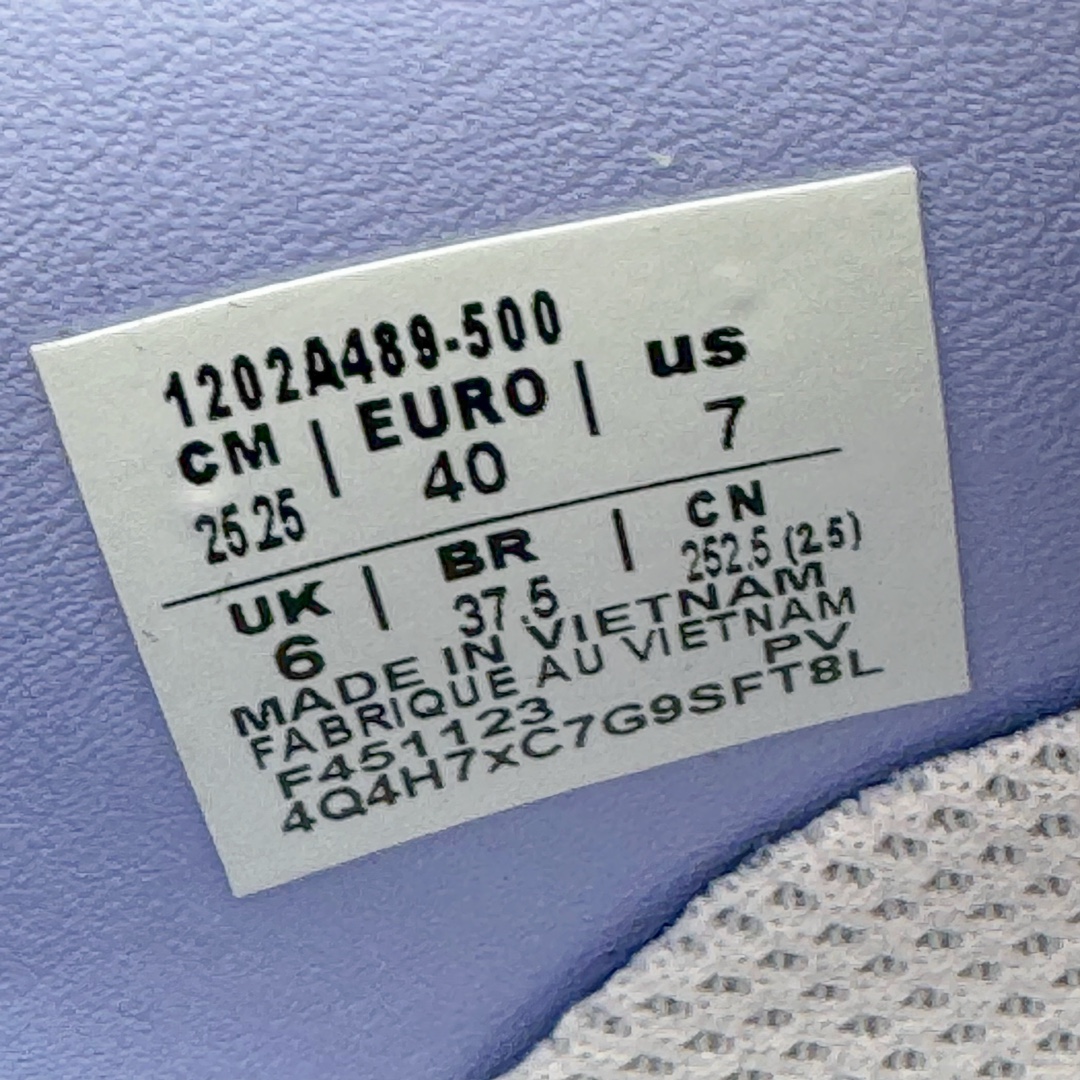 1202A489-500
CM | EURO | US
25.25 40 7
UK | BR | CN
6 37.5 252.5 (2.5)
MADE IN VIETNAM
FABRIQUE AU VIETNAM
F451123 PV
4Q4H7XC7G9SFT8L